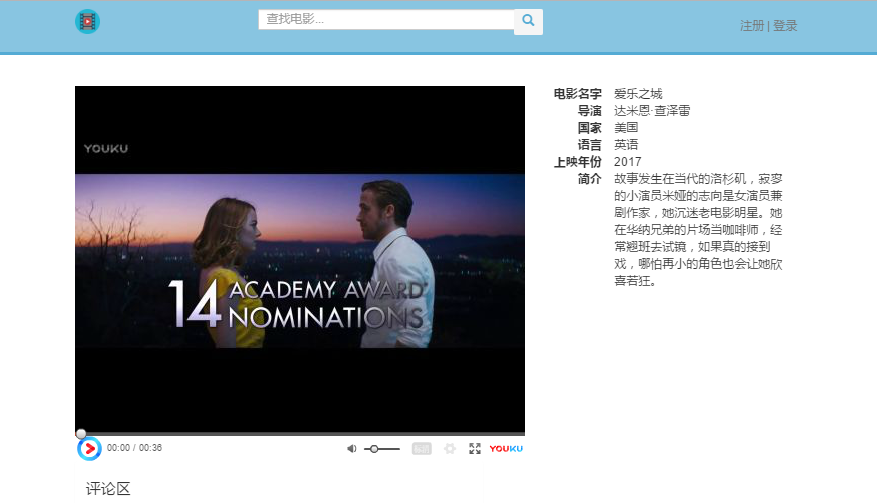 查找电影...
注册 | 登录
YOUKU
14 ACADEMY AWARD
NOMINATIONS
00:00 / 00:36
YOUKU
电影名字 爱乐之城
导演 达米恩·查泽雷
国家 美国
语言 英语
上映年份 2017
简介 故事发生在当代的洛杉矶，寂寥
的小演员米娅的志向是女演员兼
剧作家，她沉迷老电影明星。她
在华纳兄弟的片场当咖啡师，经
常翘班去试镜，如果真的接到
戏，哪怕再小的角色也会让她欣
喜若狂。
评论区